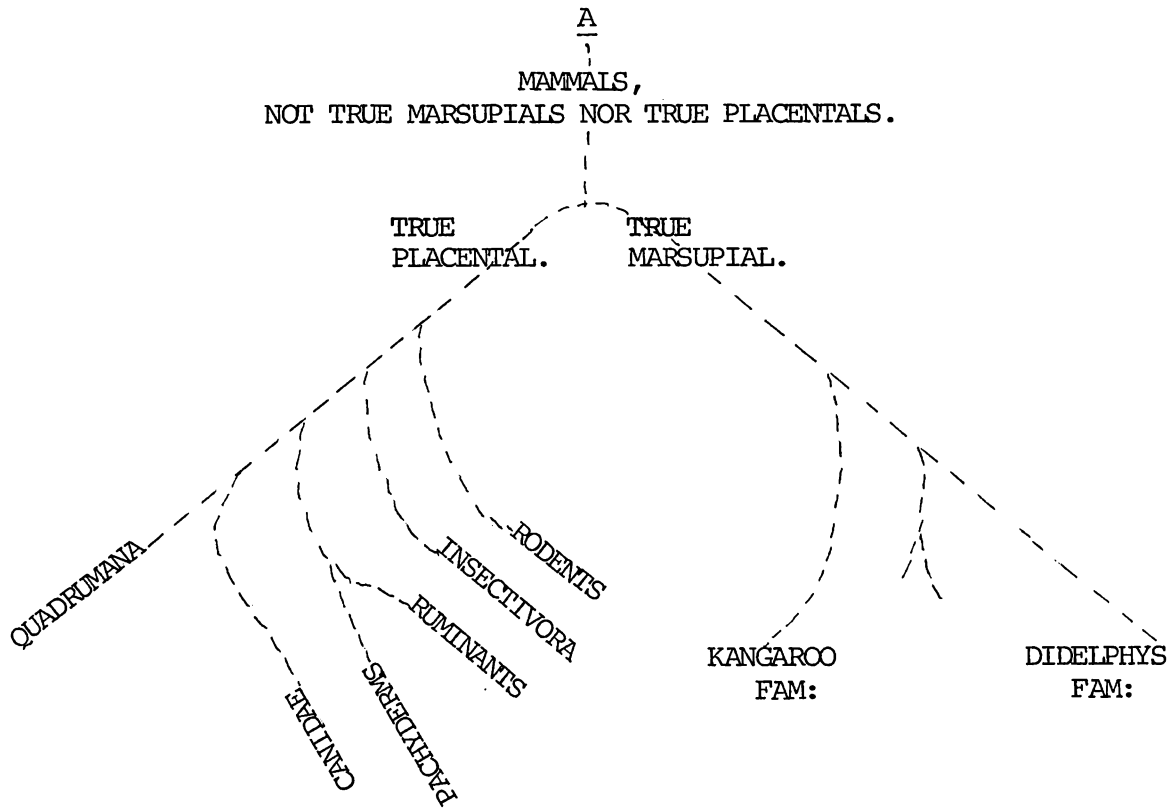 A
MAMMALS,
NOT TRUE MARSUPIALS NOR TRUE PLACENTALS.
TRUE
PLACENTAL.
TRUE
MARSUPIAL.
QUADRUMANA
CANIDAE
PACHYDERMS
RUMINANTS
INSECTIVORA
RODENTS
KANGAROO
FAM:
DIDELPHYS
FAM: